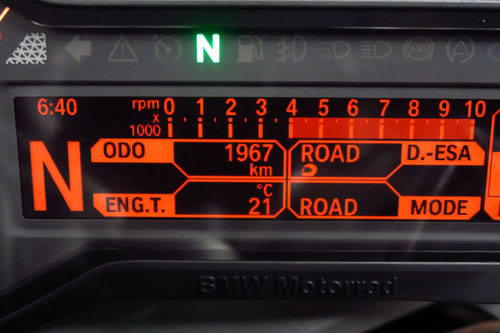 N
6:40 rpm 0 1 2 3 4 5 6 7 8 9 10
x
1000
N
ODO 1967 km
ROAD D.-ESA
ENG.T. °C 21
ROAD MODE
BMW Motorrad